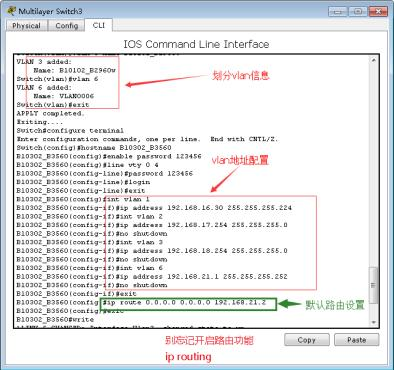 Multilayer Switch3
Physical Config CLI
IOS Command Line Interface
VLAN 3 added:
Name: B10102_BZ960w
Switch(vlan)#vlan 6
VLAN 6 added:
Name: VLAN0006
Switch(vlan)#exit
APPLY completed.
Exiting....
Switch#configure terminal
Enter configuration commands, one per line. End with CNTL/Z.
Switch(config)#hostname B10302_B3560
B10302_B3560(config)#enable password 123456
B10302_B3560(config)#line vty 0 4
B10302_B3560(config-line)#password 123456
B10302_B3560(config-line)#login
B10302_B3560(config-line)#exit
B10302_B3560(config)#int vlan 1
B10302_B3560(config-if)#ip address 192.168.16.30 255.255.255.224
B10302_B3560(config-if)#int vlan 2
B10302_B3560(config-if)#ip address 192.168.17.254 255.255.255.0
B10302_B3560(config-if)#no shutdown
B10302_B3560(config-if)#int vlan 3
B10302_B3560(config-if)#ip address 192.168.18.254 255.255.255.0
B10302_B3560(config-if)#no shutdown
B10302_B3560(config-if)#int vlan 6
B10302_B3560(config-if)#ip address 192.168.21.1 255.255.255.252
B10302_B3560(config-if)#no shutdown
B10302_B3560(config-if)#exit
B10302_B3560(config)#ip route 0.0.0.0 0.0.0.0 192.168.21.2
B10302_B3560(config)#exit
B10302_B3560#write
划分vlan信息
vlan地址配置
默认路由设置
别忘记开启路由功能
ip routing
Copy Paste